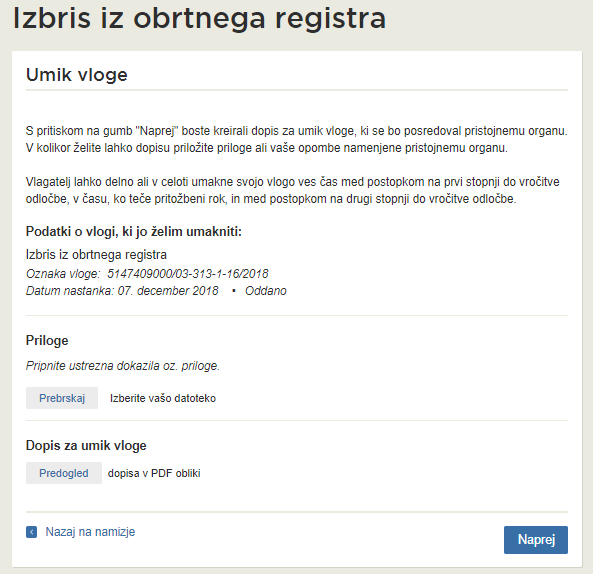 Izbris iz obrtnega registra
Umik vloge
S pritiskom na gumb "Naprej" boste kreirali dopis za umik vloge, ki se bo posredoval pristojnemu organu.
V kolikor želite lahko dopisu priložite priloge ali vaše opombe namenjene pristojnemu organu.
Vlagatelj lahko delno ali v celoti umakne svojo vlogo ves čas med postopkom na prvi stopnji do vročitve
odločbe, v času, ko teče pritožbeni rok, in med postopkom na drugi stopnji do vročitve odločbe.
Podatki o vlogi, ki jo želim umakniti:
Izbris iz obrtnega registra
Oznaka vloge: 5147409000/03-313-1-16/2018
Datum nastanka: 07. december 2018 • Oddano
Priloge
Pripnite ustrezna dokazila oz. priloge.
Prebrskaj Izberite vašo datoteko
Dopis za umik vloge
Predogled dopisa v PDF obliki
Nazaj na namizje
Naprej